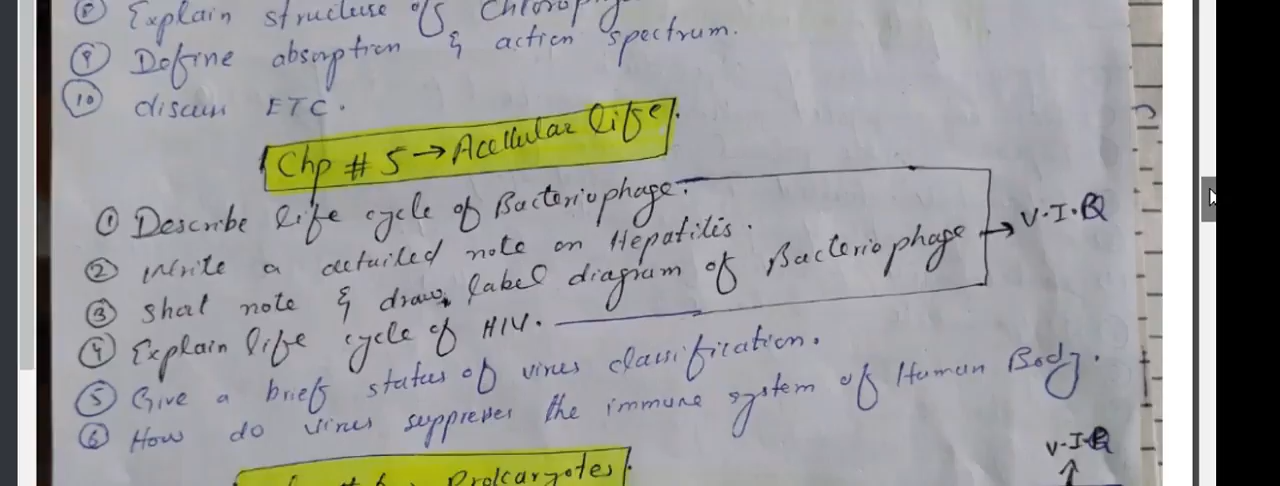 ⑧ Explain structure of
⑨ Define absorption & action spectrum.
⑩ discuss ETC.
Chp # 5 → Acellular life.
① Describe life cycle of Bacteriophage.
② Write a detailed note on Hepatitis.
③ Short note & draw, label diagram of Bacteriophage → V.I.Q
④ Explain life cycle of HIV.
⑤ Give a brief status of virus classification.
⑥ How do virus suppresses the immune system of Human Body.
Prokaryotes.
V-I-Q